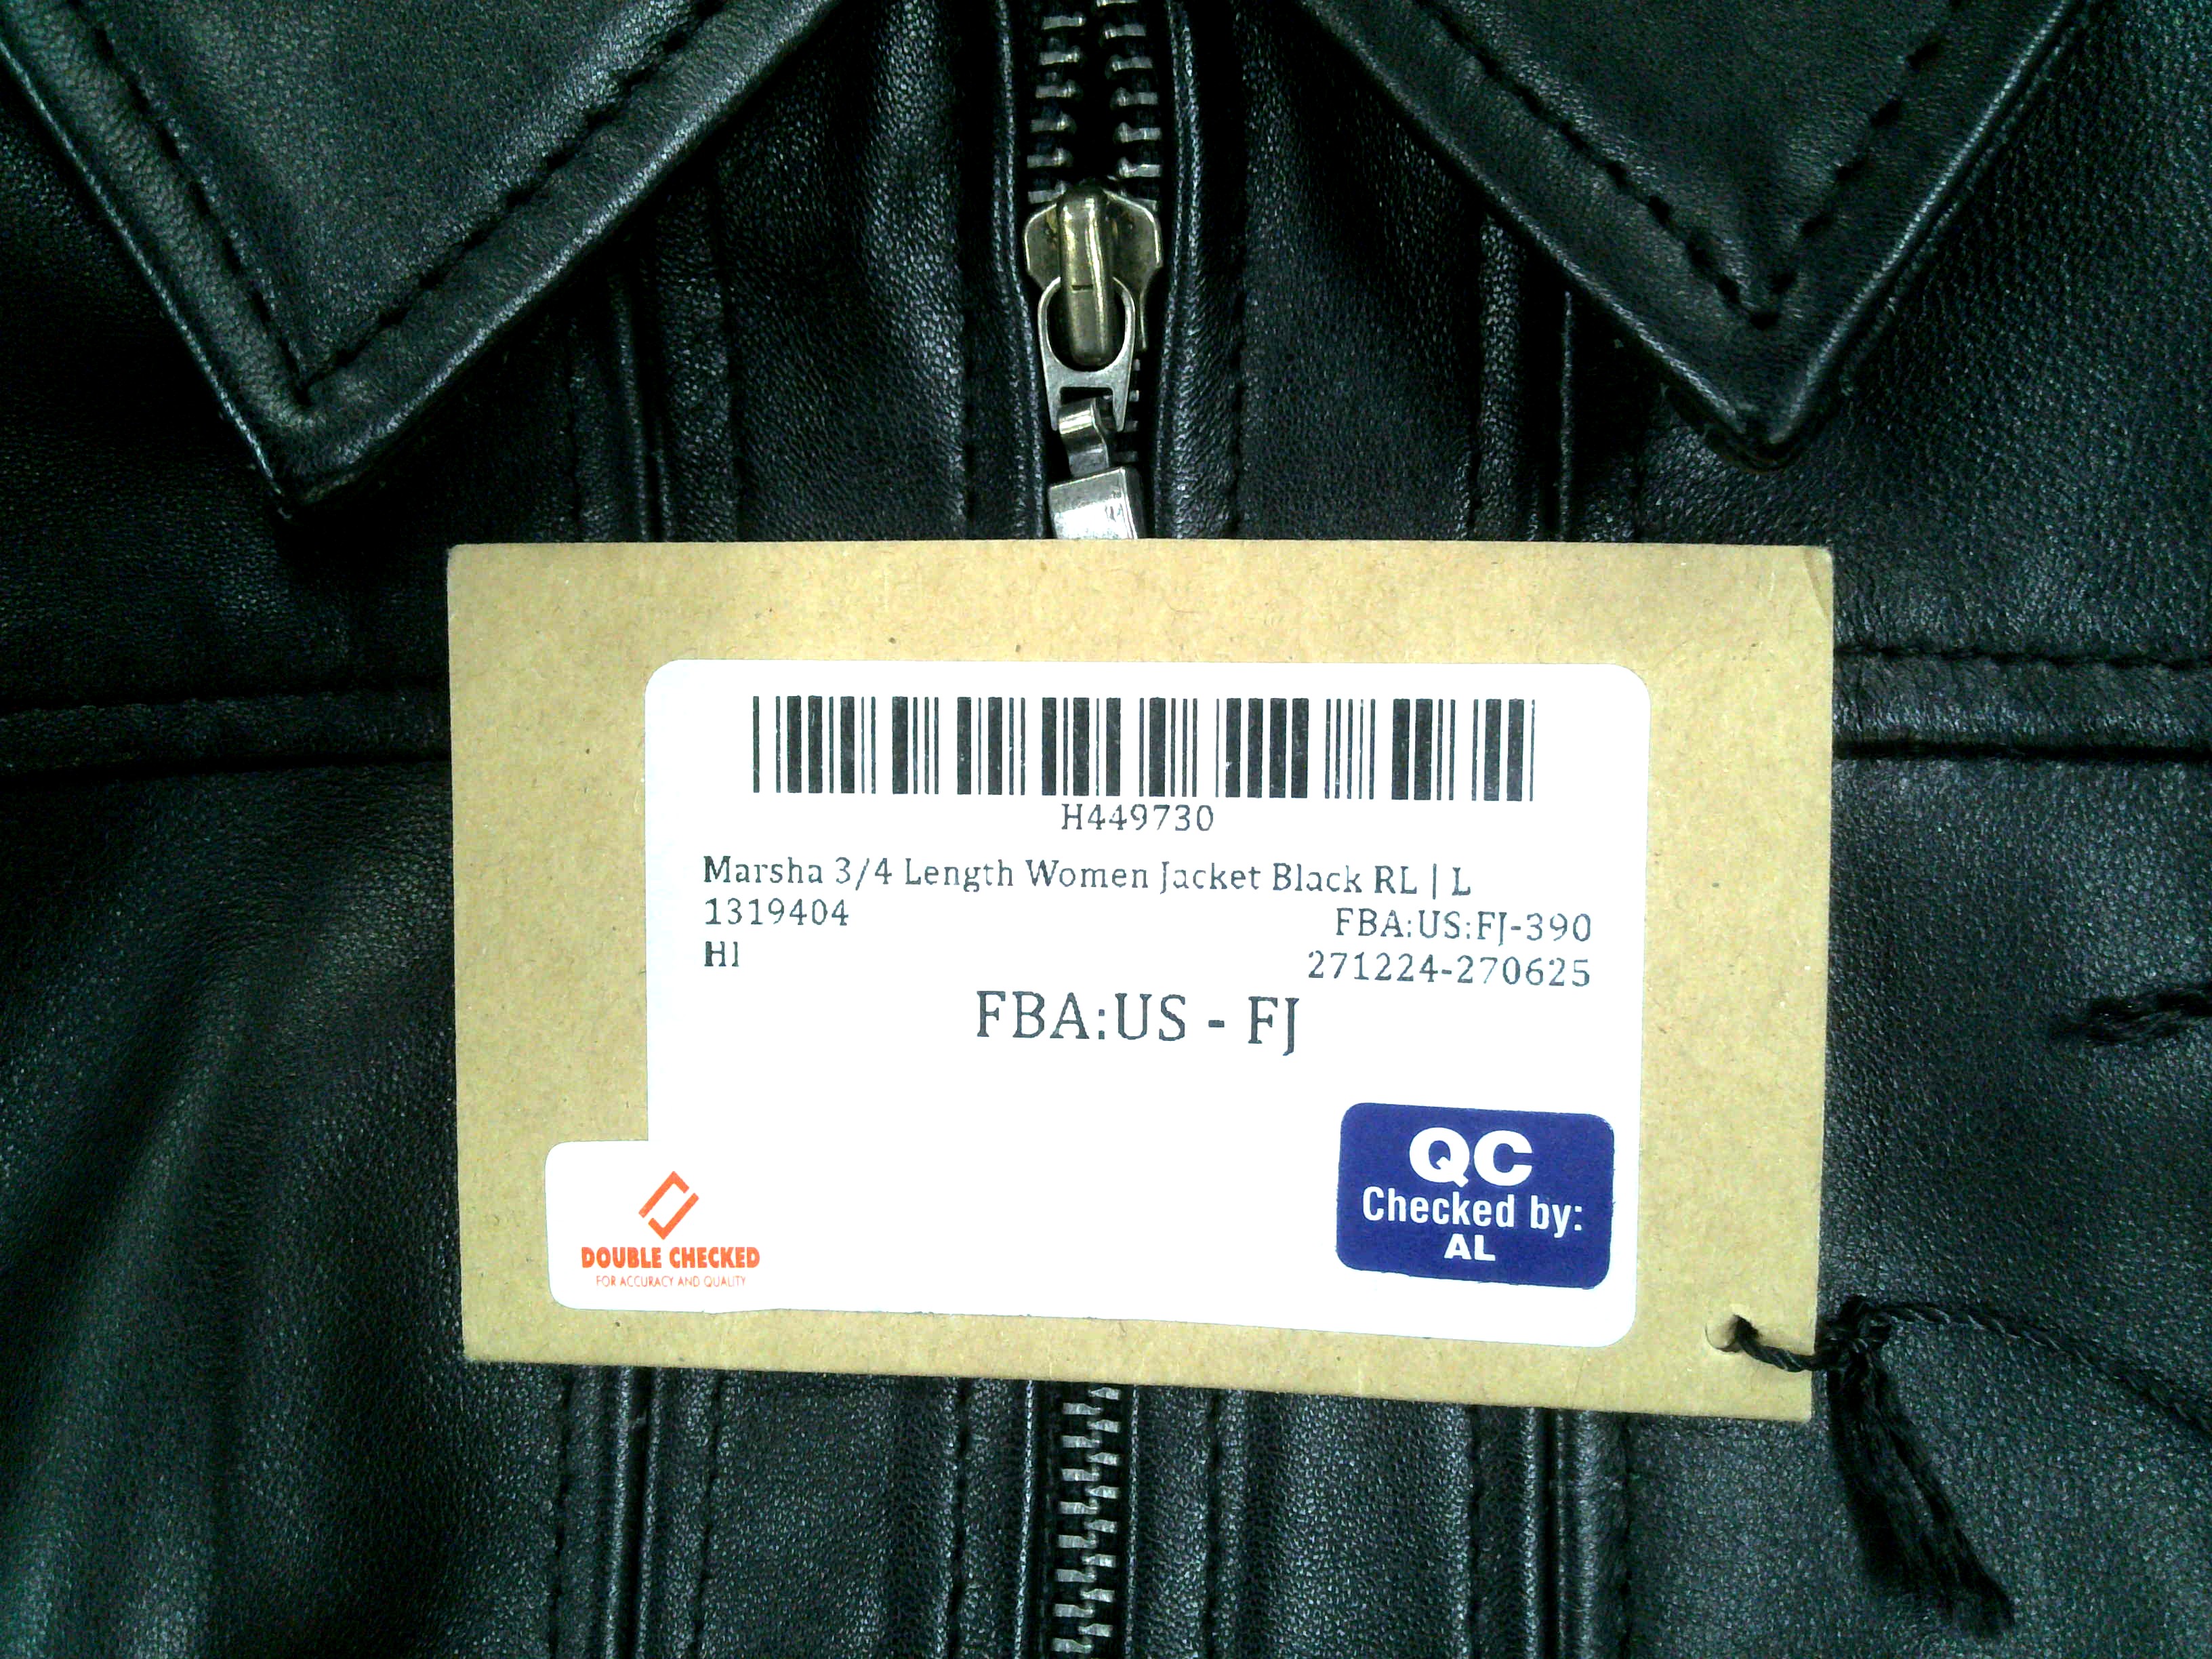 H449730
Marsha 3/4 Length Women Jacket Black RL | L
1319404
FBA:US:FJ-390
HI
271224-270625
FBA:US - FJ
QC
Checked by:
AL
DOUBLE CHECKED
FOR ACCURACY AND QUALITY